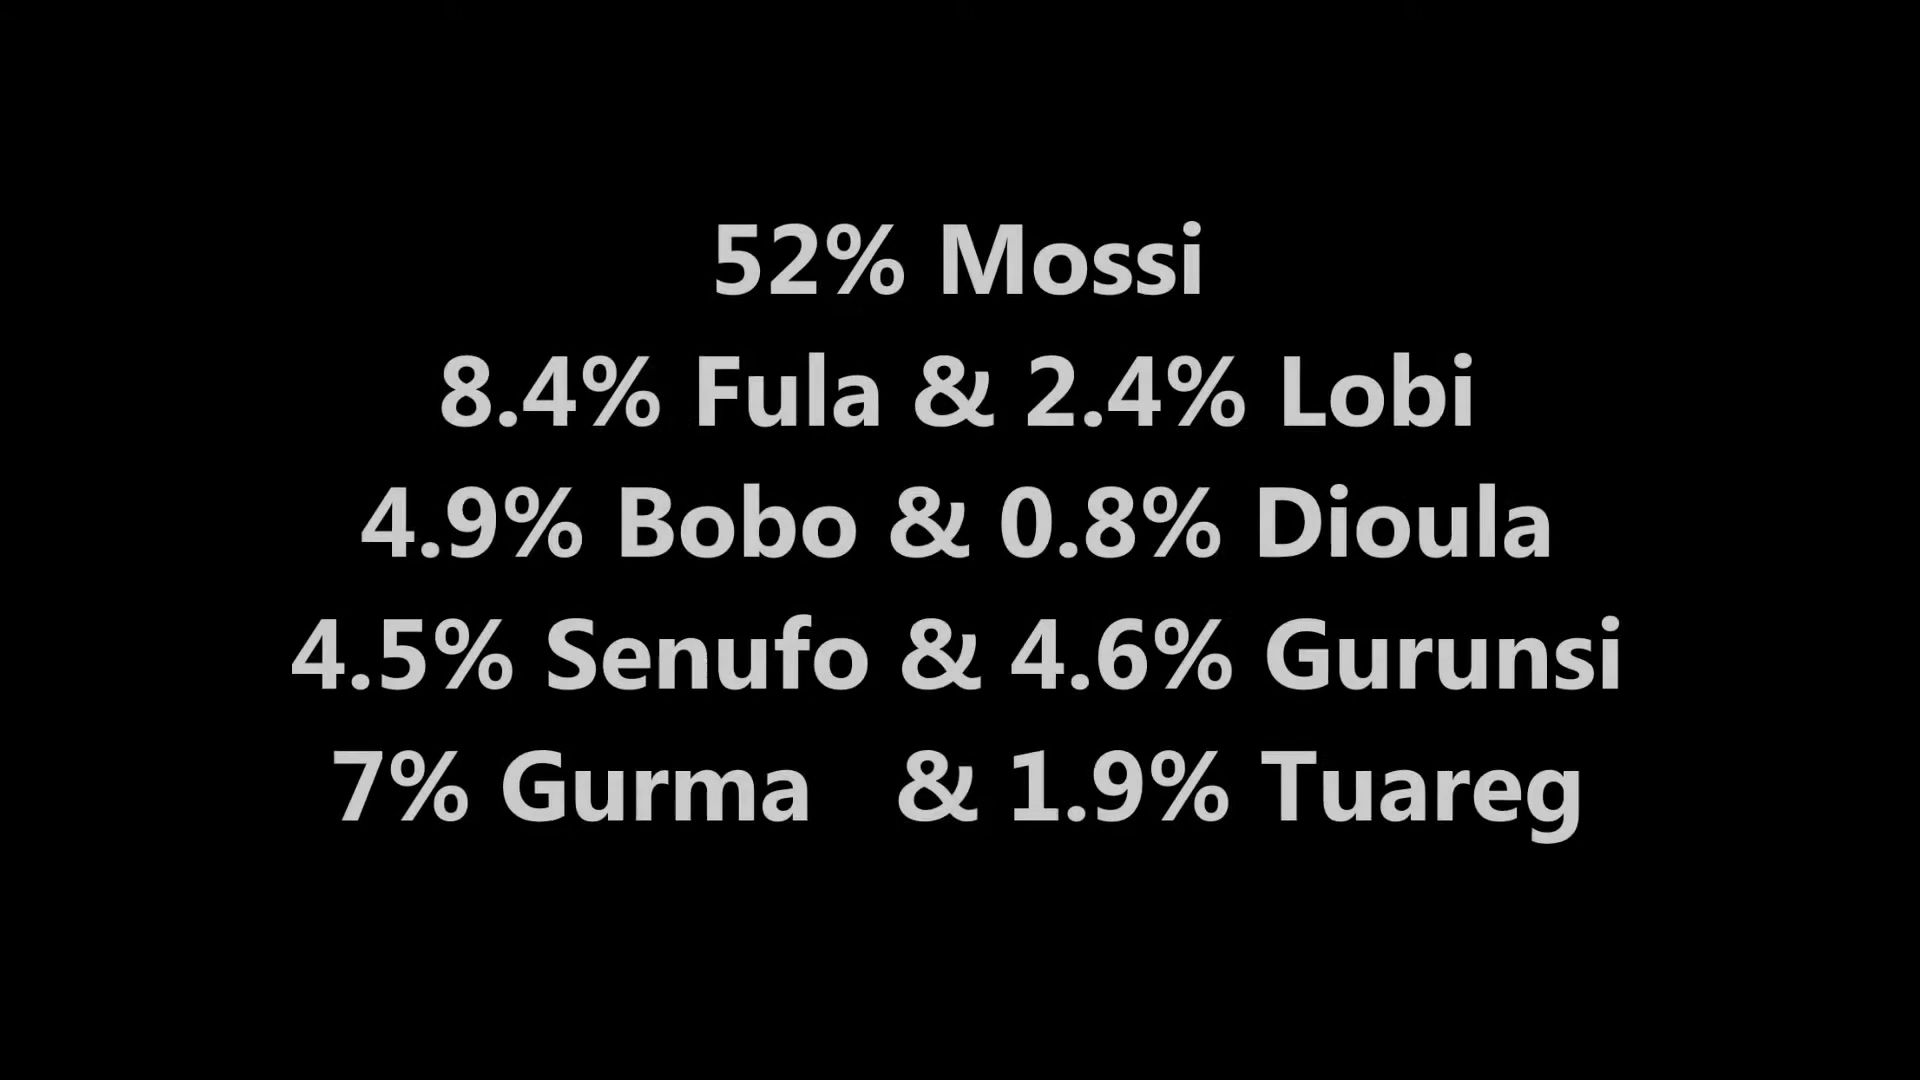 52% Mossi
8.4% Fula & 2.4% Lobi
4.9% Bobo & 0.8% Dioula
4.5% Senufo & 4.6% Gurunsi
7% Gurma & 1.9% Tuareg